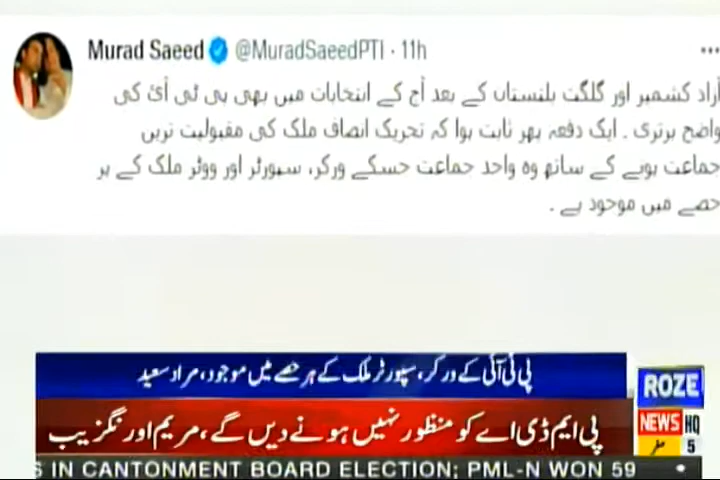 Murad Saeed @MuradSaeedPTI · 11h
آزاد کشمیر اور گلگت بلتستان کے بعد آج کے انتخابات میں بھی پی ٹی آئ کی
واضح برتری ۔ ایک دفعہ پھر ثابت ہوا کہ تحریک انصاف ملک کی مقبولیت تریں
جماعت ہونے کے ساتھ وہ واحد جماعت جسکے ورکر، سپورٹر اور ووٹر ملک کے ہر
حصے میں موجود ہے ۔
پی ٹی آئی کے ورکر، سپورٹر ملک کے ہر حصے میں موجود، مراد سعید
ROZE
NEWS HQ
5 صفر
پی ایم ڈی اے کو منظور نہیں ہونے دیں گے، مریم اورنگزیب
S IN CANTONMENT BOARD ELECTION; PML-N WON 59